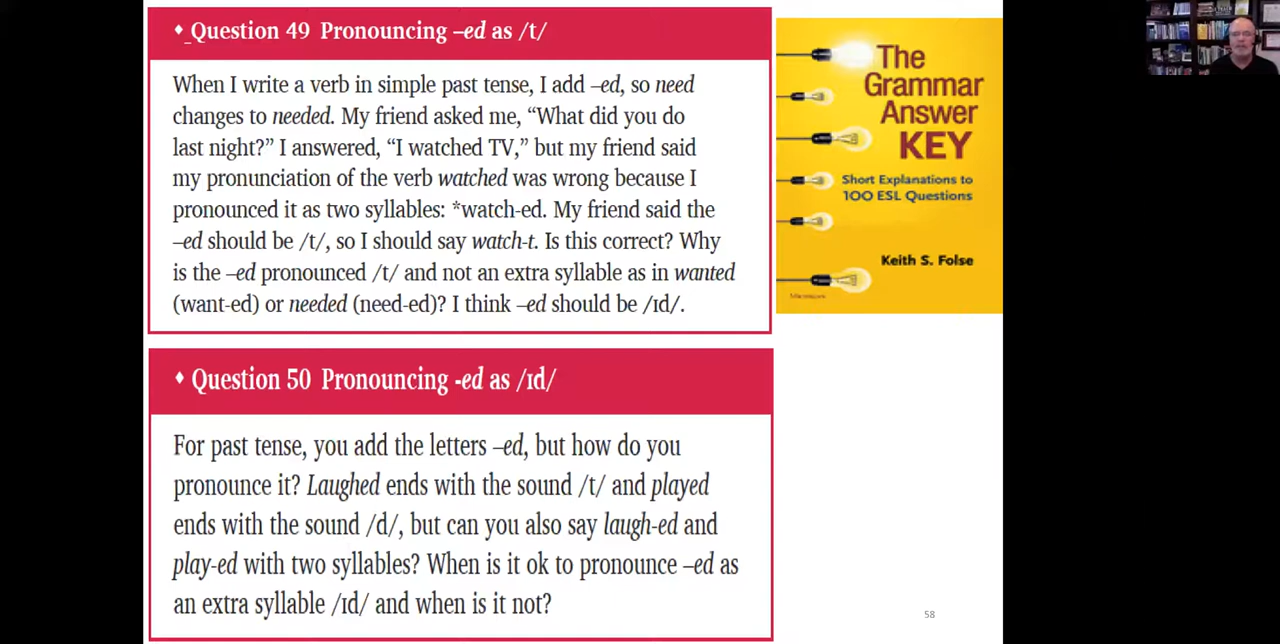 ♦ Question 49 Pronouncing –ed as /t/
When I write a verb in simple past tense, I add –ed, so need
changes to needed. My friend asked me, “What did you do
last night?” I answered, “I watched TV,” but my friend said
my pronunciation of the verb watched was wrong because I
pronounced it as two syllables: *watch-ed. My friend said the
–ed should be /t/, so I should say watch-t. Is this correct? Why
is the –ed pronounced /t/ and not an extra syllable as in wanted
(want-ed) or needed (need-ed)? I think –ed should be /ɪd/.
♦ Question 50 Pronouncing -ed as /ɪd/
For past tense, you add the letters –ed, but how do you
pronounce it? Laughed ends with the sound /t/ and played
ends with the sound /d/, but can you also say laugh-ed and
play-ed with two syllables? When is it ok to pronounce –ed as
an extra syllable /ɪd/ and when is it not?
The
Grammar
Answer
KEY
Short Explanations to
100 ESL Questions
Keith S. Folse
58